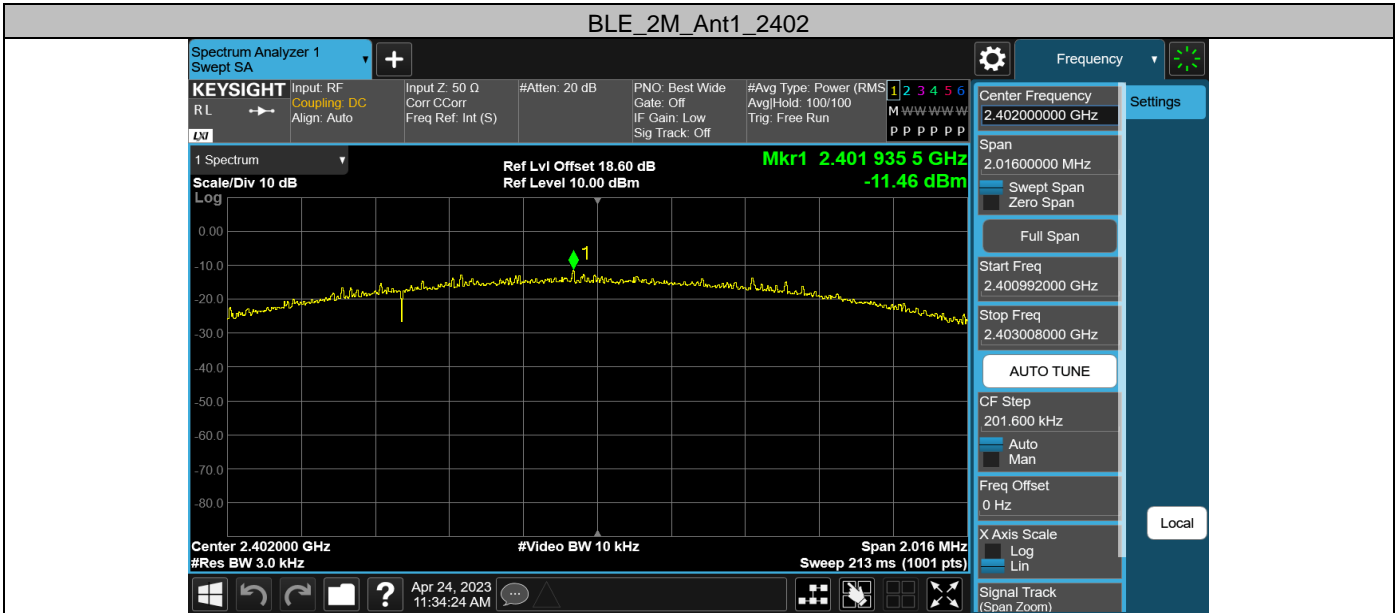 BLE_2M_Ant1_2402
Spectrum Analyzer 1
Swept SA
+
Frequency
KEYSIGHT
RL
LXI
Input: RF
Coupling: DC
Align: Auto
Input Z: 50 Ω
Corr CCorr
Freq Ref: Int (S)
#Atten: 20 dB
PNO: Best Wide
Gate: Off
IF Gain: Low
Sig Track: Off
#Avg Type: Power (RMS
Avg|Hold: 100/100
Trig: Free Run
1 2 3 4 5 6
M W W W W W
P P P P P P
1 Spectrum
Scale/Div 10 dB
Ref Lvl Offset 18.60 dB
Ref Level 10.00 dBm
Mkr1 2.401 935 5 GHz
-11.46 dBm
Log
0.00
-10.0
-20.0
-30.0
-40.0
-50.0
-60.0
-70.0
-80.0
1
Center 2.402000 GHz
#Video BW 10 kHz
Span 2.016 MHz
#Res BW 3.0 kHz
Sweep 213 ms (1001 pts)
Center Frequency
2.402000000 GHz
Settings
Span
2.01600000 MHz
Swept Span
Zero Span
Full Span
Start Freq
2.400992000 GHz
Stop Freq
2.403008000 GHz
AUTO TUNE
CF Step
201.600 kHz
Auto
Man
Freq Offset
0 Hz
X Axis Scale
Log
Lin
Local
Signal Track
(Span Zoom)
?
Apr 24, 2023
11:34:24 AM